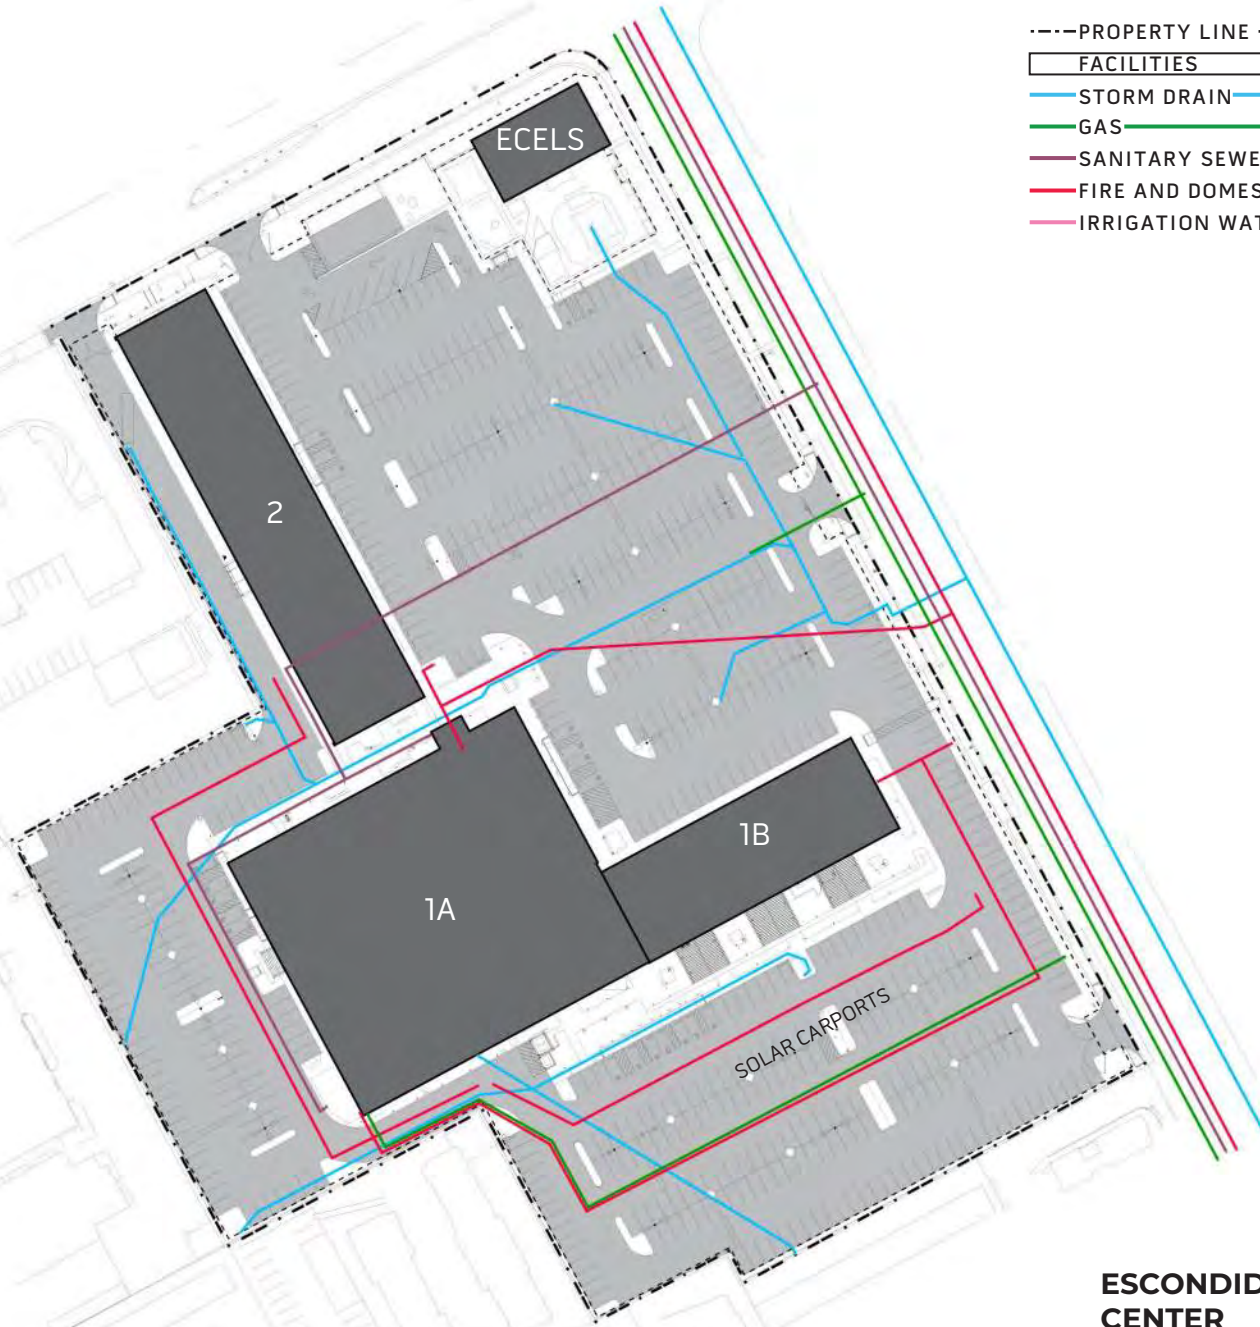 PROPERTY LINE
FACILITIES
STORM DRAIN
GAS
SANITARY SEWE
FIRE AND DOMES
IRRIGATION WAT
ECELS
2
1B
1A
SOLAR CARPORTS
ESCONDID
CENTER